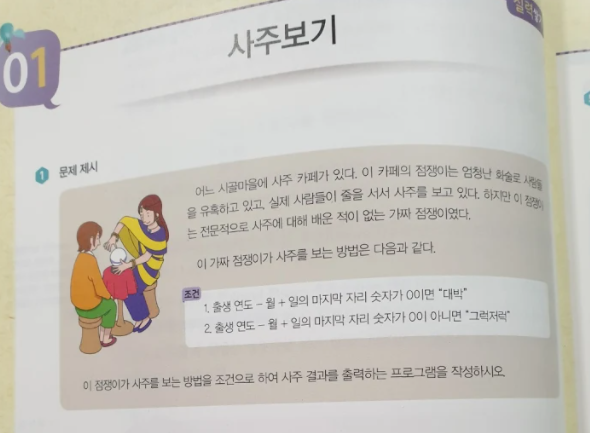 01
사주보기
1 문제 제시
어느 시골마을에 사주 카페가 있다. 이 카페의 점쟁이는 엄청난 화술로 사람들
을 유혹하고 있고, 실제 사람들이 줄을 서서 사주를 보고 있다. 하지만 이 점쟁이
는 전문적으로 사주에 대해 배운 적이 없는 가짜 점쟁이였다.
이 가짜 점쟁이가 사주를 보는 방법은 다음과 같다.
조건
1. 출생 연도 – 월 + 일의 마지막 자리 숫자가 0이면 “대박”
2. 출생 연도 – 월 + 일의 마지막 자리 숫자가 0이 아니면 “그럭저럭”
이 점쟁이가 사주를 보는 방법을 조건으로 하여 사주 결과를 출력하는 프로그램을 작성하시오.